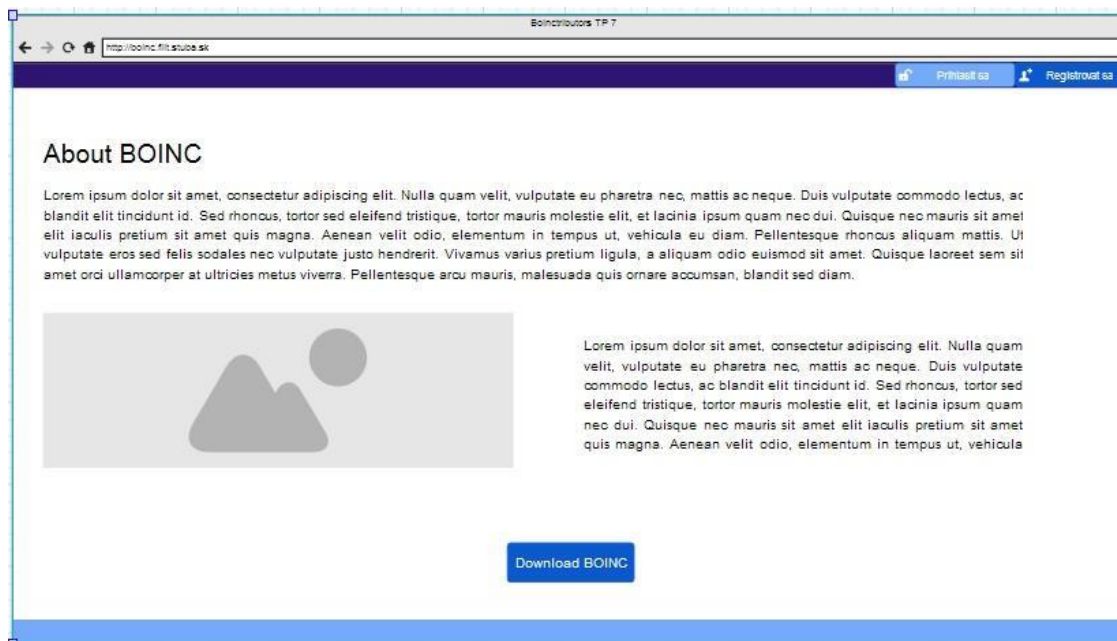 Boinctributors TP 7
http://boinc.fiit.stuba.sk
Prihlasit sa
Registrovat sa
About BOINC
Lorem ipsum dolor sit amet, consectetur adipiscing elit. Nulla quam velit, vulputate eu pharetra nec, mattis ac neque. Duis vulputate commodo lectus, ac
blandit elit tincidunt id. Sed rhoncus, tortor sed eleifend tristique, tortor mauris molestie elit, et lacinia ipsum quam nec dui. Quisque nec mauris sit amet
elit iaculis pretium sit amet quis magna. Aenean velit odio, elementum in tempus ut, vehicula eu diam. Pellentesque rhoncus aliquam mattis. Ut
vulputate eros sed felis sodales nec vulputate justo hendrerit. Vivamus varius pretium ligula, a aliquam odio euismod sit amet. Quisque laoreet sem sit
amet orci ullamcorper at ultricies metus viverra. Pellentesque arcu mauris, malesuada quis ornare accumsan, blandit sed diam.
Lorem ipsum dolor sit amet, consectetur adipiscing elit. Nulla quam
velit, vulputate eu pharetra nec, mattis ac neque. Duis vulputate
commodo lectus, ac blandit elit tincidunt id. Sed rhoncus, tortor sed
eleifend tristique, tortor mauris molestie elit, et lacinia ipsum quam
nec dui. Quisque nec mauris sit amet elit iaculis pretium sit amet
quis magna. Aenean velit odio, elementum in tempus ut, vehicula
Download BOINC